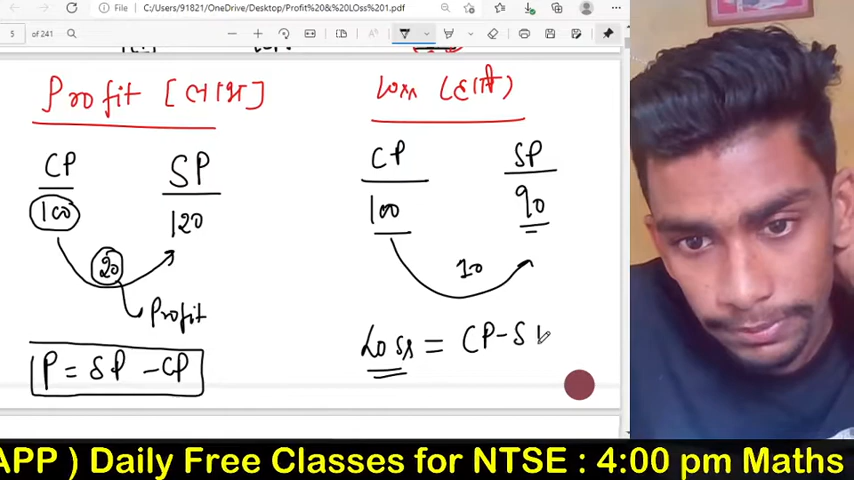 C:/Users/91821/OneDrive/Desktop/Profit%20&%20Loss%201.pdf
5 of 241
Profit [लाभ]
CP SP
100 120
20
Profit
P = SP - CP
Loss (हानि)
CP SP
100 90
10
Loss = CP - S
APP ) Daily Free Classes for NTSE : 4:00 pm Maths